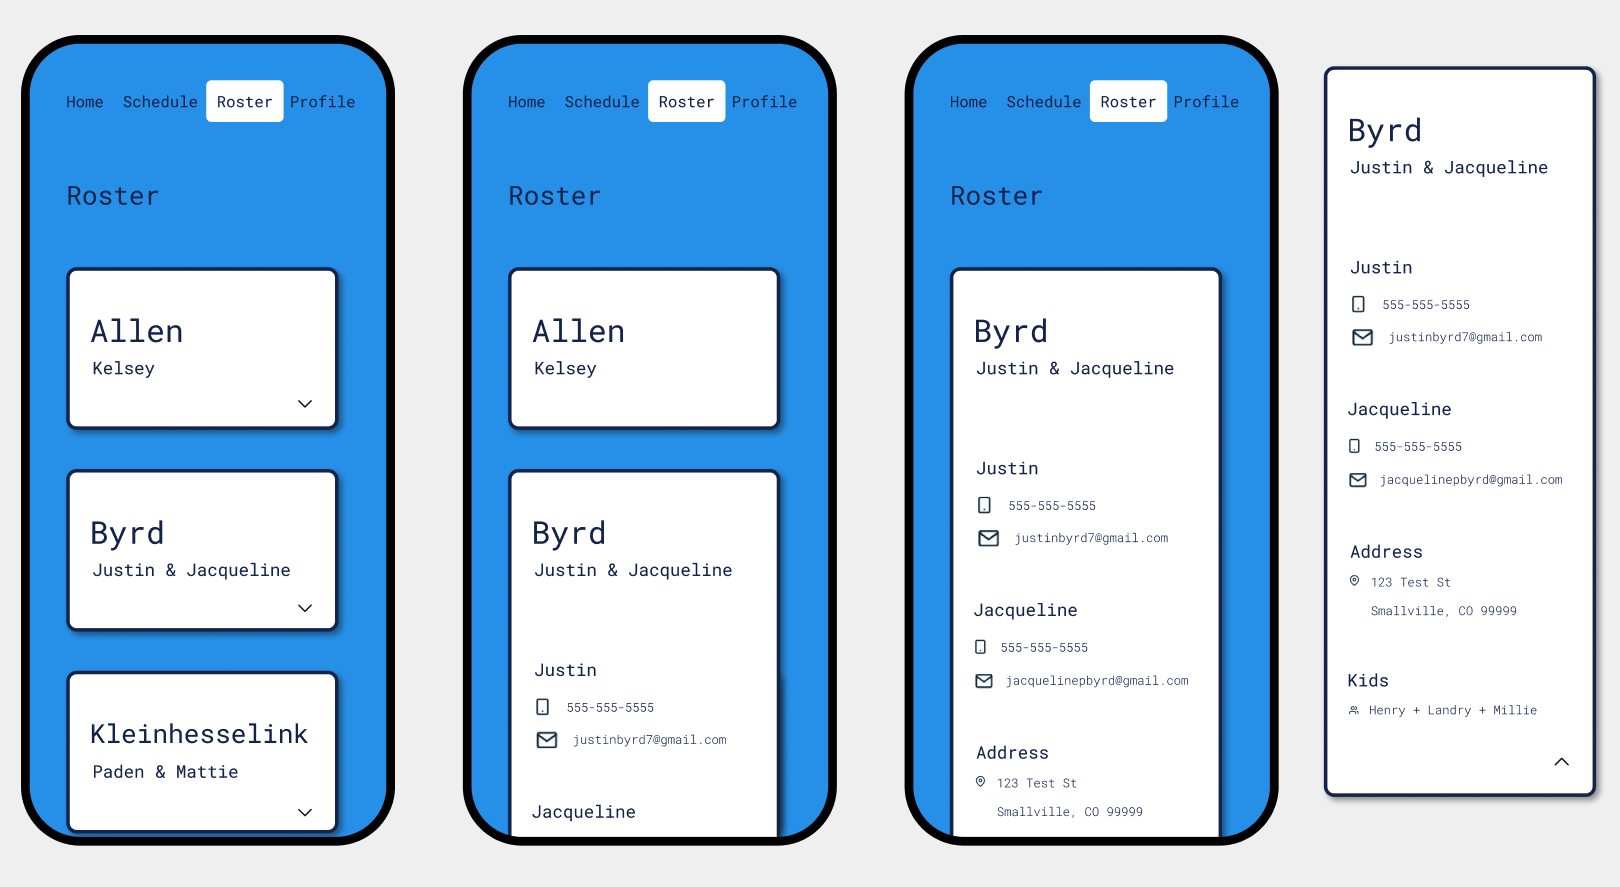 Home Schedule Roster Profile
Roster
Allen
Kelsey
Byrd
Justin & Jacqueline
Kleinhesselink
Paden & Mattie
Home Schedule Roster Profile
Roster
Allen
Kelsey
Byrd
Justin & Jacqueline
Justin
555-555-5555
justinbyrd7@gmail.com
Jacqueline
Home Schedule Roster Profile
Roster
Byrd
Justin & Jacqueline
Justin
555-555-5555
justinbyrd7@gmail.com
Jacqueline
555-555-5555
jacquelinepbyrd@gmail.com
Address
123 Test St
Smallville, CO 99999
Byrd
Justin & Jacqueline
Justin
555-555-5555
justinbyrd7@gmail.com
Jacqueline
555-555-5555
jacquelinepbyrd@gmail.com
Address
123 Test St
Smallville, CO 99999
Kids
Henry + Landry + Millie